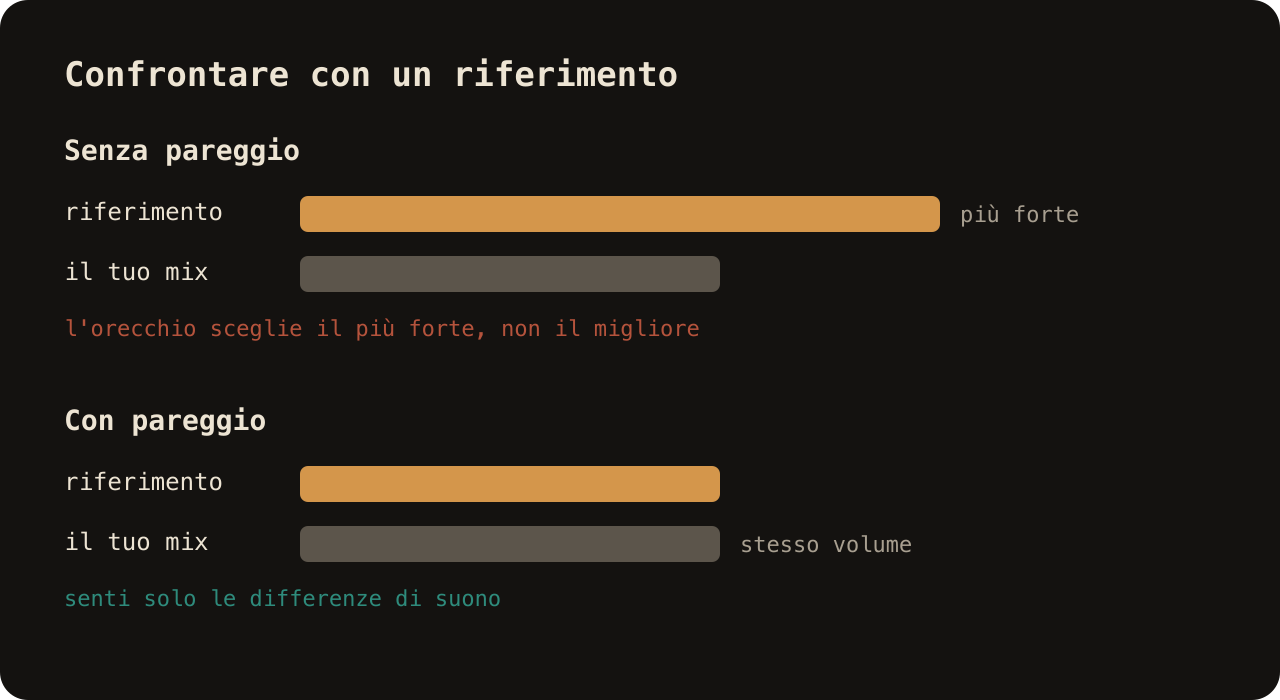 Confrontare con un riferimento
Senza pareggio
riferimento
più forte
il tuo mix
l'orecchio sceglie il più forte, non il migliore
Con pareggio
riferimento
il tuo mix
stesso volume
senti solo le differenze di suono